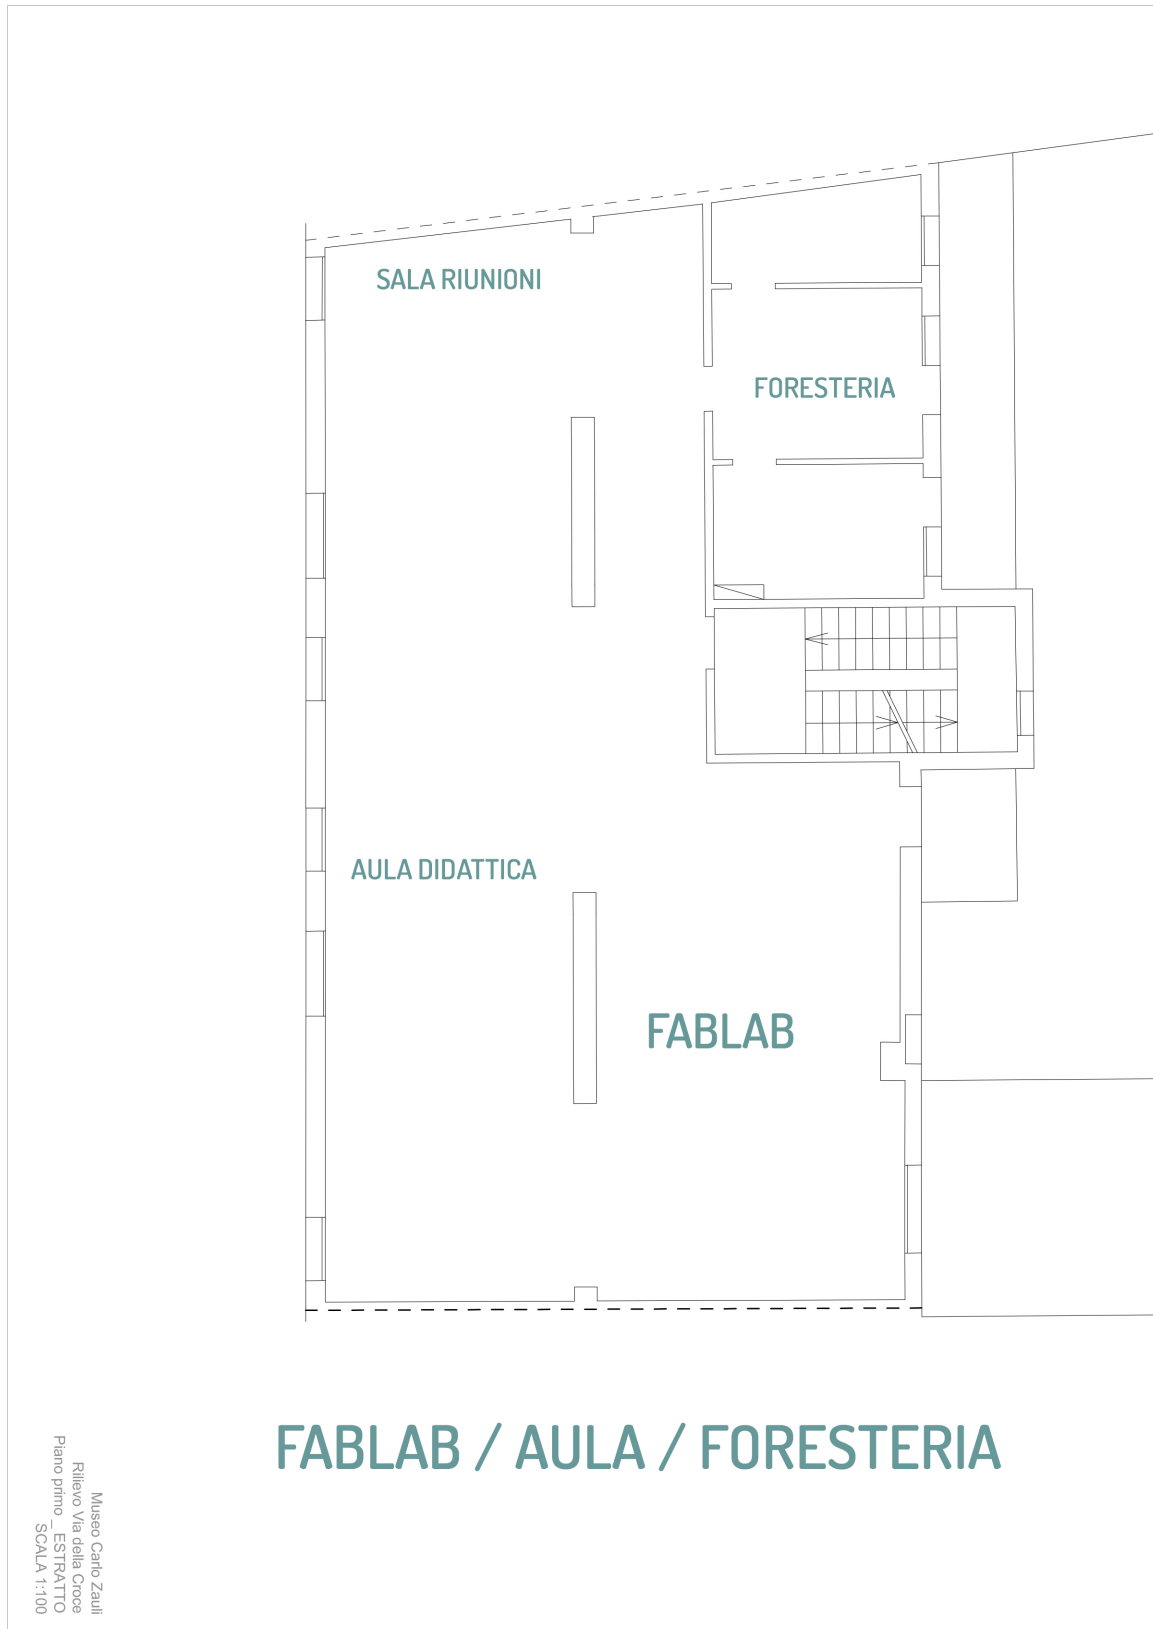 SALA RIUNIONI
FORESTERIA
AULA DIDATTICA
FABLAB
FABLAB / AULA / FORESTERIA
Museo Carlo Zauli
Rilievo Via della Croce
Piano primo _ ESTRATTO
SCALA 1:100